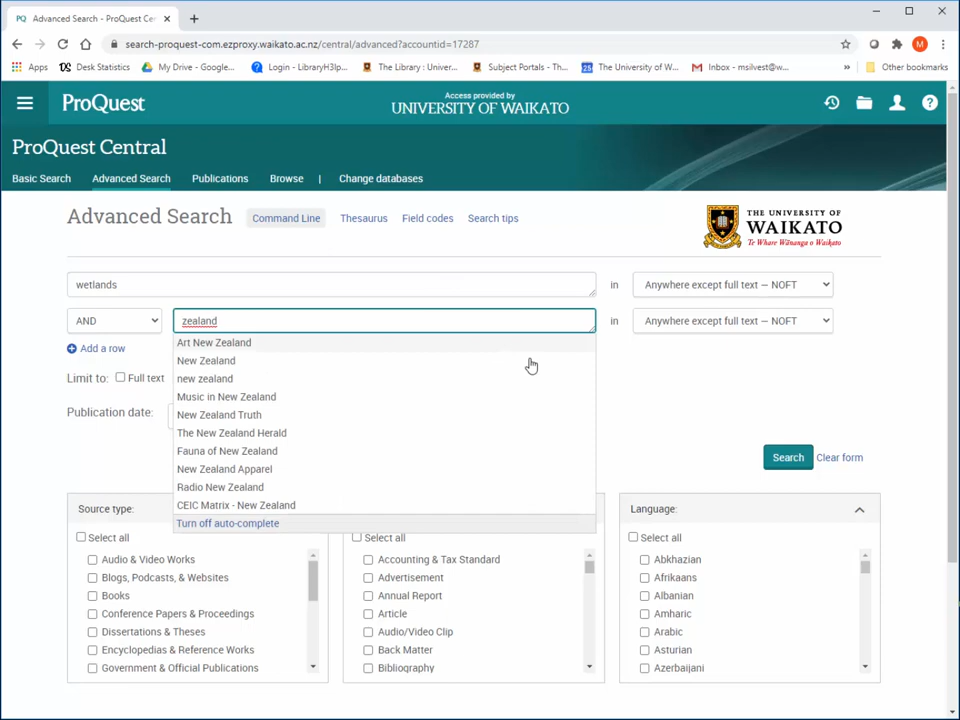 Advanced Search - ProQuest Ce
search-proquest-com.ezproxy.waikato.ac.nz/central/advanced?accountid=17287
M
Apps Desk Statistics My Drive - Google... Login - LibraryH3lp... The Library : Univer... Subject Portals - Th... 25 The University of W... Inbox - msilvest@w... » Other bookmarks
ProQuest
Access provided by
UNIVERSITY OF WAIKATO
ProQuest Central
Basic Search Advanced Search Publications Browse | Change databases
Advanced Search Command Line Thesaurus Field codes Search tips
THE UNIVERSITY OF
WAIKATO
Te Whare Wānanga o Waikato
wetlands in Anywhere except full text — NOFT
AND zealand in Anywhere except full text — NOFT
Add a row
Limit to: Full text
Publication date:
Art New Zealand
New Zealand
new zealand
Music in New Zealand
New Zealand Truth
The New Zealand Herald
Fauna of New Zealand
New Zealand Apparel
Radio New Zealand
CEIC Matrix - New Zealand
Turn off auto-complete
Search Clear form
Source type:
Select all
Audio & Video Works
Blogs, Podcasts, & Websites
Books
Conference Papers & Proceedings
Dissertations & Theses
Encyclopedias & Reference Works
Government & Official Publications
Select all
Accounting & Tax Standard
Advertisement
Annual Report
Article
Audio/Video Clip
Back Matter
Bibliography
Language:
Select all
Abkhazian
Afrikaans
Albanian
Amharic
Arabic
Asturian
Azerbaijani